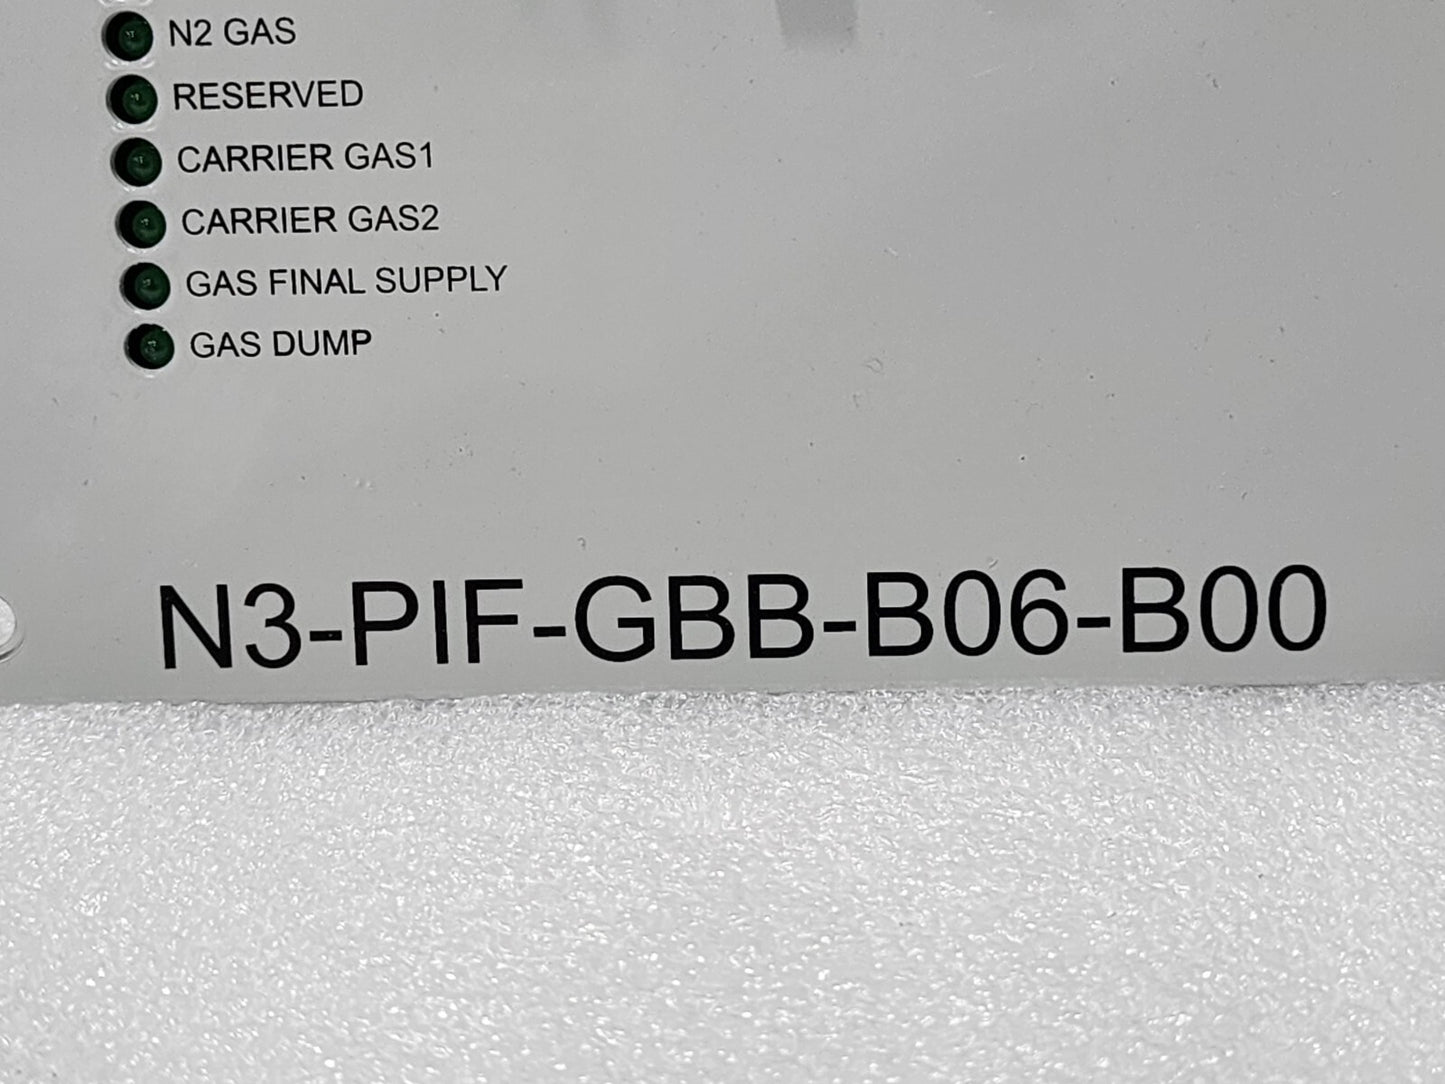 N2 GAS
RESERVED
CARRIER GAS1
CARRIER GAS2
GAS FINAL SUPPLY
GAS DUMP
N3-PIF-GBB-B06-B00